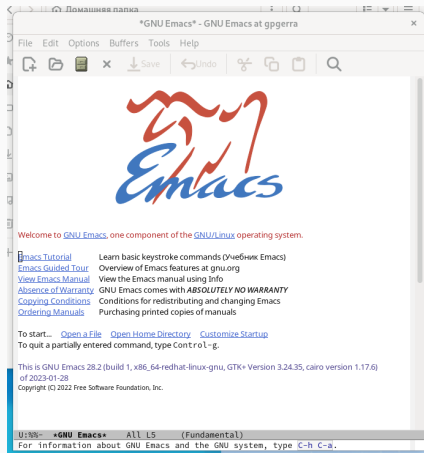 Домашняя папка
*GNU Emacs* - GNU Emacs at gpgerra
File Edit Options Buffers Tools Help
Save Undo
Emacs
Welcome to GNU Emacs, one component of the GNU/Linux operating system.
Emacs Tutorial Learn basic keystroke commands (Учебник Emacs)
Emacs Guided Tour Overview of Emacs features at gnu.org
View Emacs Manual View the Emacs manual using Info
Absence of Warranty GNU Emacs comes with ABSOLUTELY NO WARRANTY
Copying Conditions Conditions for redistributing and changing Emacs
Ordering Manuals Purchasing printed copies of manuals
To start... Open a File Open Home Directory Customize Startup
To quit a partially entered command, type Control-g.
This is GNU Emacs 28.2 (build 1, x86_64-redhat-linux-gnu, GTK+ Version 3.24.35, cairo version 1.17.6)
of 2023-01-28
Copyright (C) 2022 Free Software Foundation, Inc.
U:%%- *GNU Emacs* All L5 (Fundamental)
For information about GNU Emacs and the GNU system, type C-h C-a.